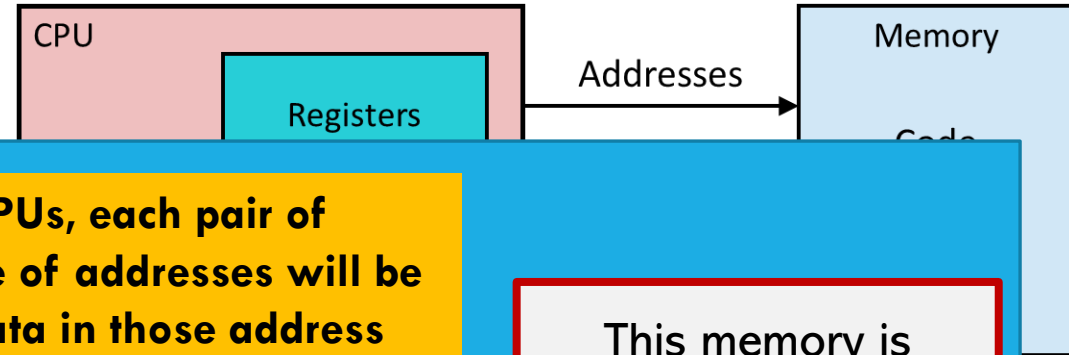 CPU
Memory
Addresses
Registers
Code
PUs, each pair of
e of addresses will be
ata in those address
This memory is